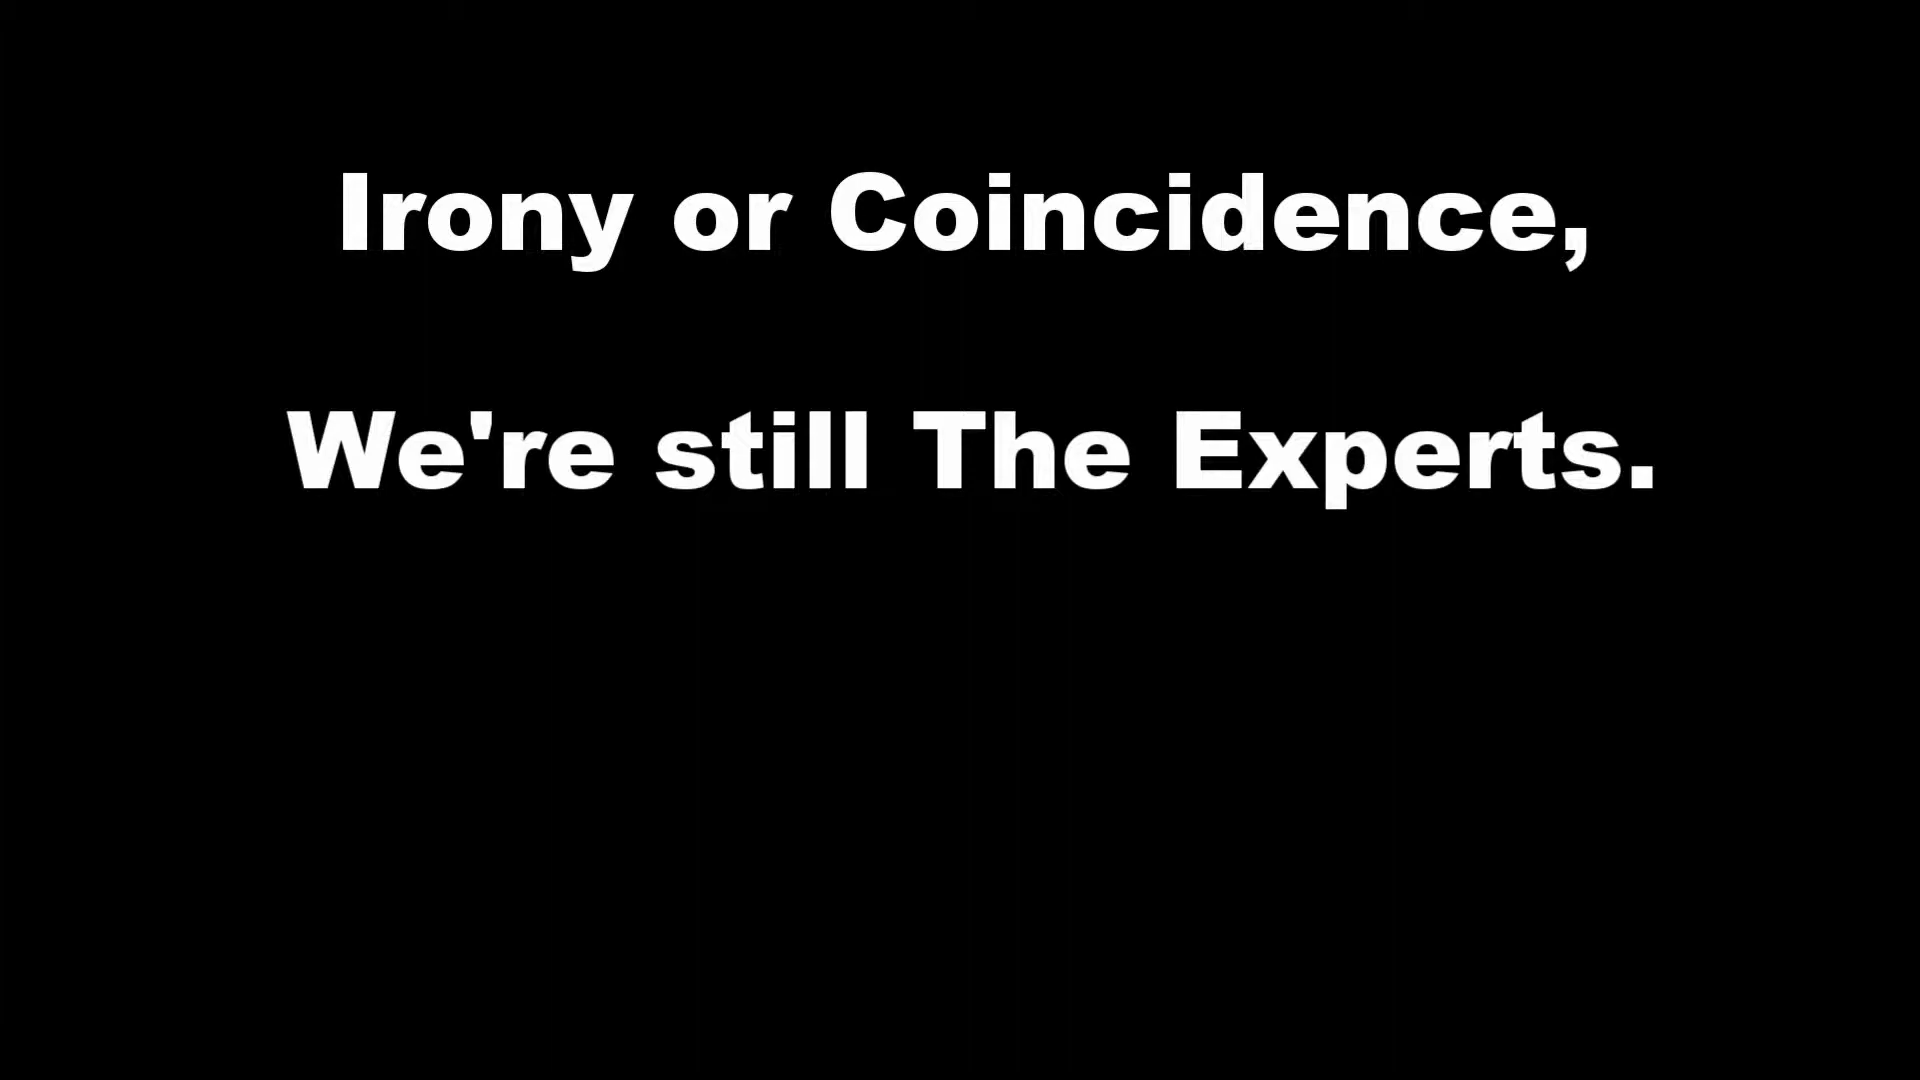 Irony or Coincidence,
We're still The Experts.